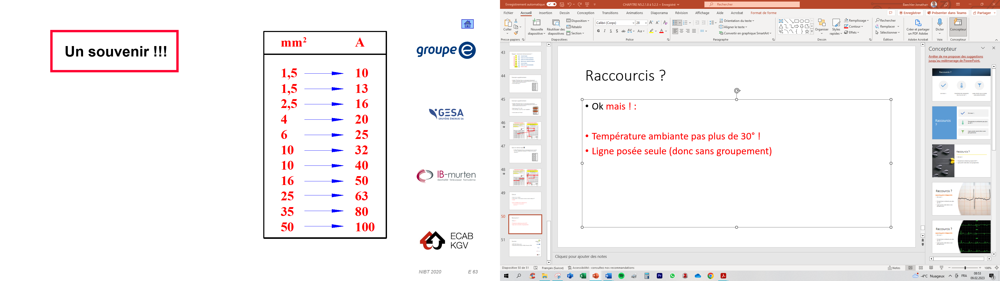 Un souvenir !!!
mm² A
1,5 10
1,5 13
2,5 16
4 20
6 25
10 32
10 40
16 50
25 63
35 80
50 100
groupe e
GESA
GRUYÈRE ÉNERGIE SA
IB-murten
Elektrizität Trinkwasser Fernwärme
ECAB
KGV
NIBT 2020 E 63
Enregistrement automatique
CHAPITRE N5.2.1.8 à 5.2.3 • Enregistré
Rechercher
Baechler Jonathan
Fichier Accueil Insertion Dessin Conception Transitions Animations Diaporama Révision Affichage Aide Acrobat Format de forme
Enregistrer Présenter dans Teams Partager
Coller
Nouvelle diapositive
Réutiliser des diapositives
Disposition
Rétablir
Section
Calibri (Corps) 28
G I S S ab AV Aa A
Orientation du texte
Aligner le texte
Convertir en graphique SmartArt
Organiser
Styles rapides
Remplissage
Contour
Effets
Rechercher
Remplacer
Sélectionner
Créer et partager un PDF Adobe
Dicter
Concepteur
Presse-papiers Diapositives Police Paragraphe Dessin Édition Adobe Acrobat Voix Concepteur
43
44
45
46
47
48
49
50
51
Raccourcis ?
• Ok mais ! :
• Température ambiante pas plus de 30° !
• Ligne posée seule (donc sans groupement)
Cliquez pour ajouter des notes
Concepteur
Arrêter de me proposer des suggestions
jusqu'au redémarrage de PowerPoint.
Raccourcis ?
Raccourcis ?
Raccourcis ?
Raccourcis ?
Raccourcis ?
Diapositive 50 de 51 Français (Suisse) Accessibilité : consultez nos recommandations
Notes 108%
-4°C Nuageux FRA 08:53
09.02.2023